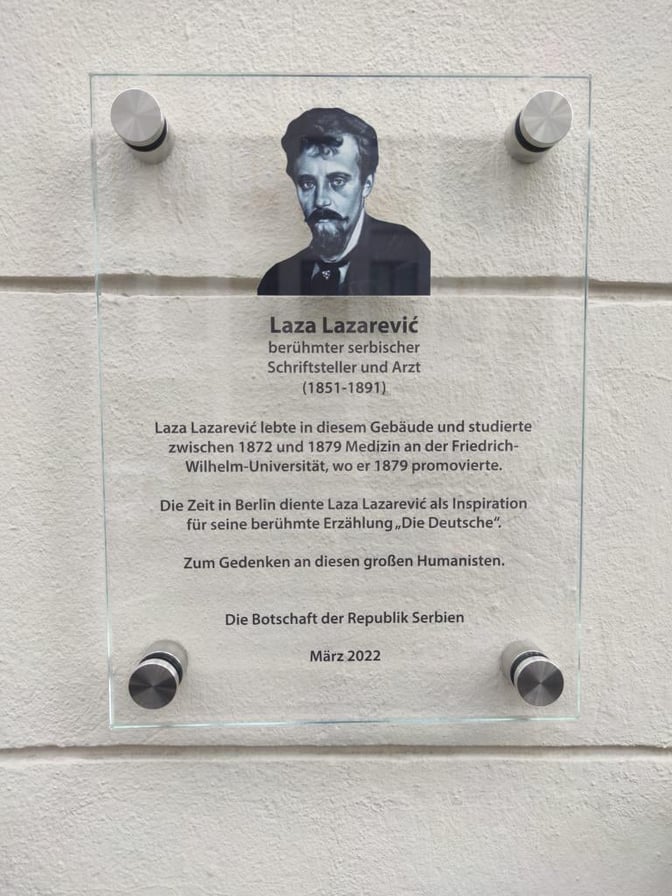 Laza Lazarević
berühmter serbischer
Schriftsteller und Arzt
(1851-1891)
Laza Lazarević lebte in diesem Gebäude und studierte
zwischen 1872 und 1879 Medizin an der Friedrich-
Wilhelm-Universität, wo er 1879 promovierte.
Die Zeit in Berlin diente Laza Lazarević als Inspiration
für seine berühmte Erzählung „Die Deutsche“.
Zum Gedenken an diesen großen Humanisten.
Die Botschaft der Republik Serbien
März 2022